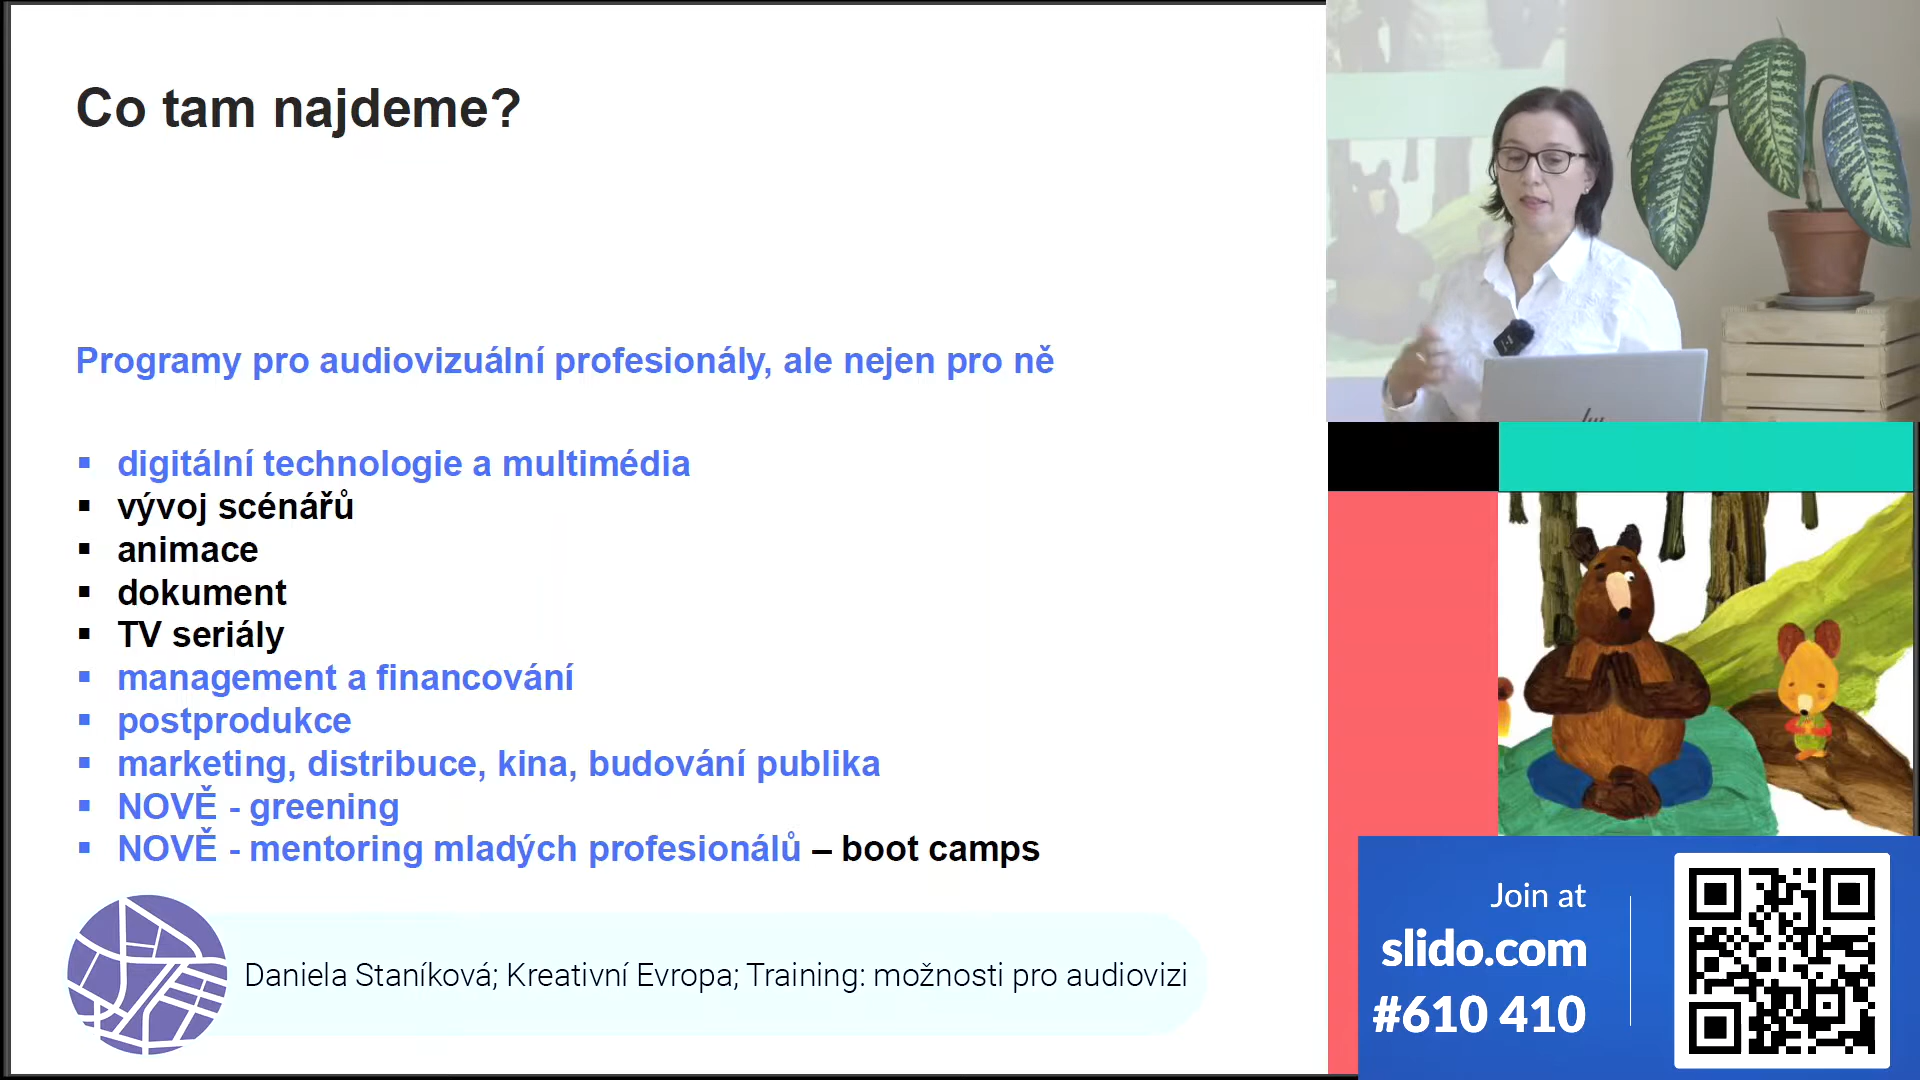 Co tam najdeme?
Programy pro audiovizuální profesionály, ale nejen pro ně
▪ digitální technologie a multimédia
▪ vývoj scénářů
▪ animace
▪ dokument
▪ TV seriály
▪ management a financování
▪ postprodukce
▪ marketing, distribuce, kina, budování publika
▪ NOVĚ - greening
▪ NOVĚ - mentoring mladých profesionálů – boot camps
Daniela Staníková; Kreativní Evropa; Training: možnosti pro audiovizi
Join at
slido.com
#610 410